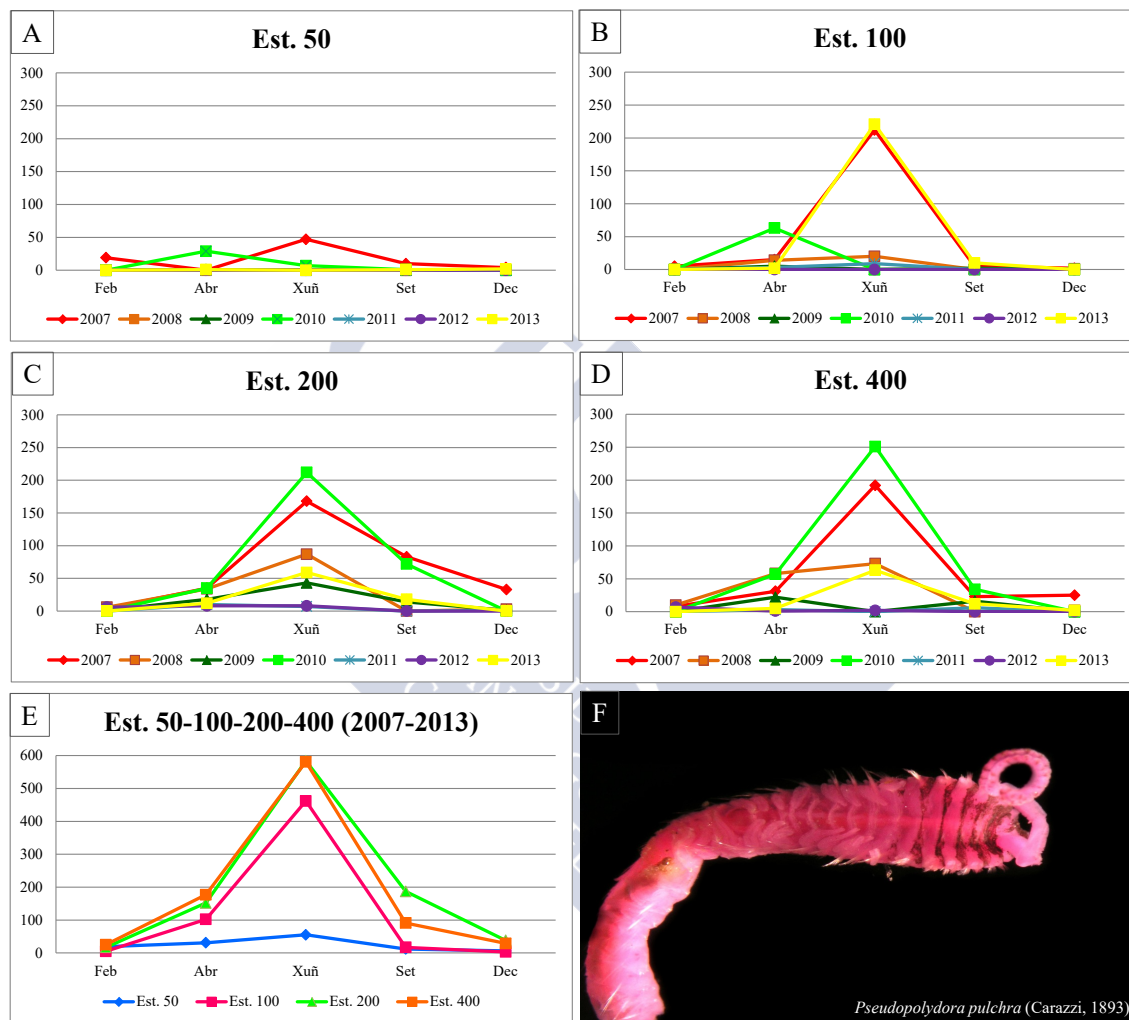 A
Est. 50
300
250
200
150
100
50
0
Feb Abr Xuñ Set Dec
2007 2008 2009 2010 2011 2012 2013
B
Est. 100
300
250
200
150
100
50
0
Feb Abr Xuñ Set Dec
2007 2008 2009 2010 2011 2012 2013
C
Est. 200
300
250
200
150
100
50
0
Feb Abr Xuñ Set Dec
2007 2008 2009 2010 2011 2012 2013
D
Est. 400
300
250
200
150
100
50
0
Feb Abr Xuñ Set Dec
2007 2008 2009 2010 2011 2012 2013
E
Est. 50-100-200-400 (2007-2013)
600
500
400
300
200
100
0
Feb Abr Xuñ Set Dec
Est. 50 Est. 100 Est. 200 Est. 400
F
Pseudopolydora pulchra (Carazzi, 1893)